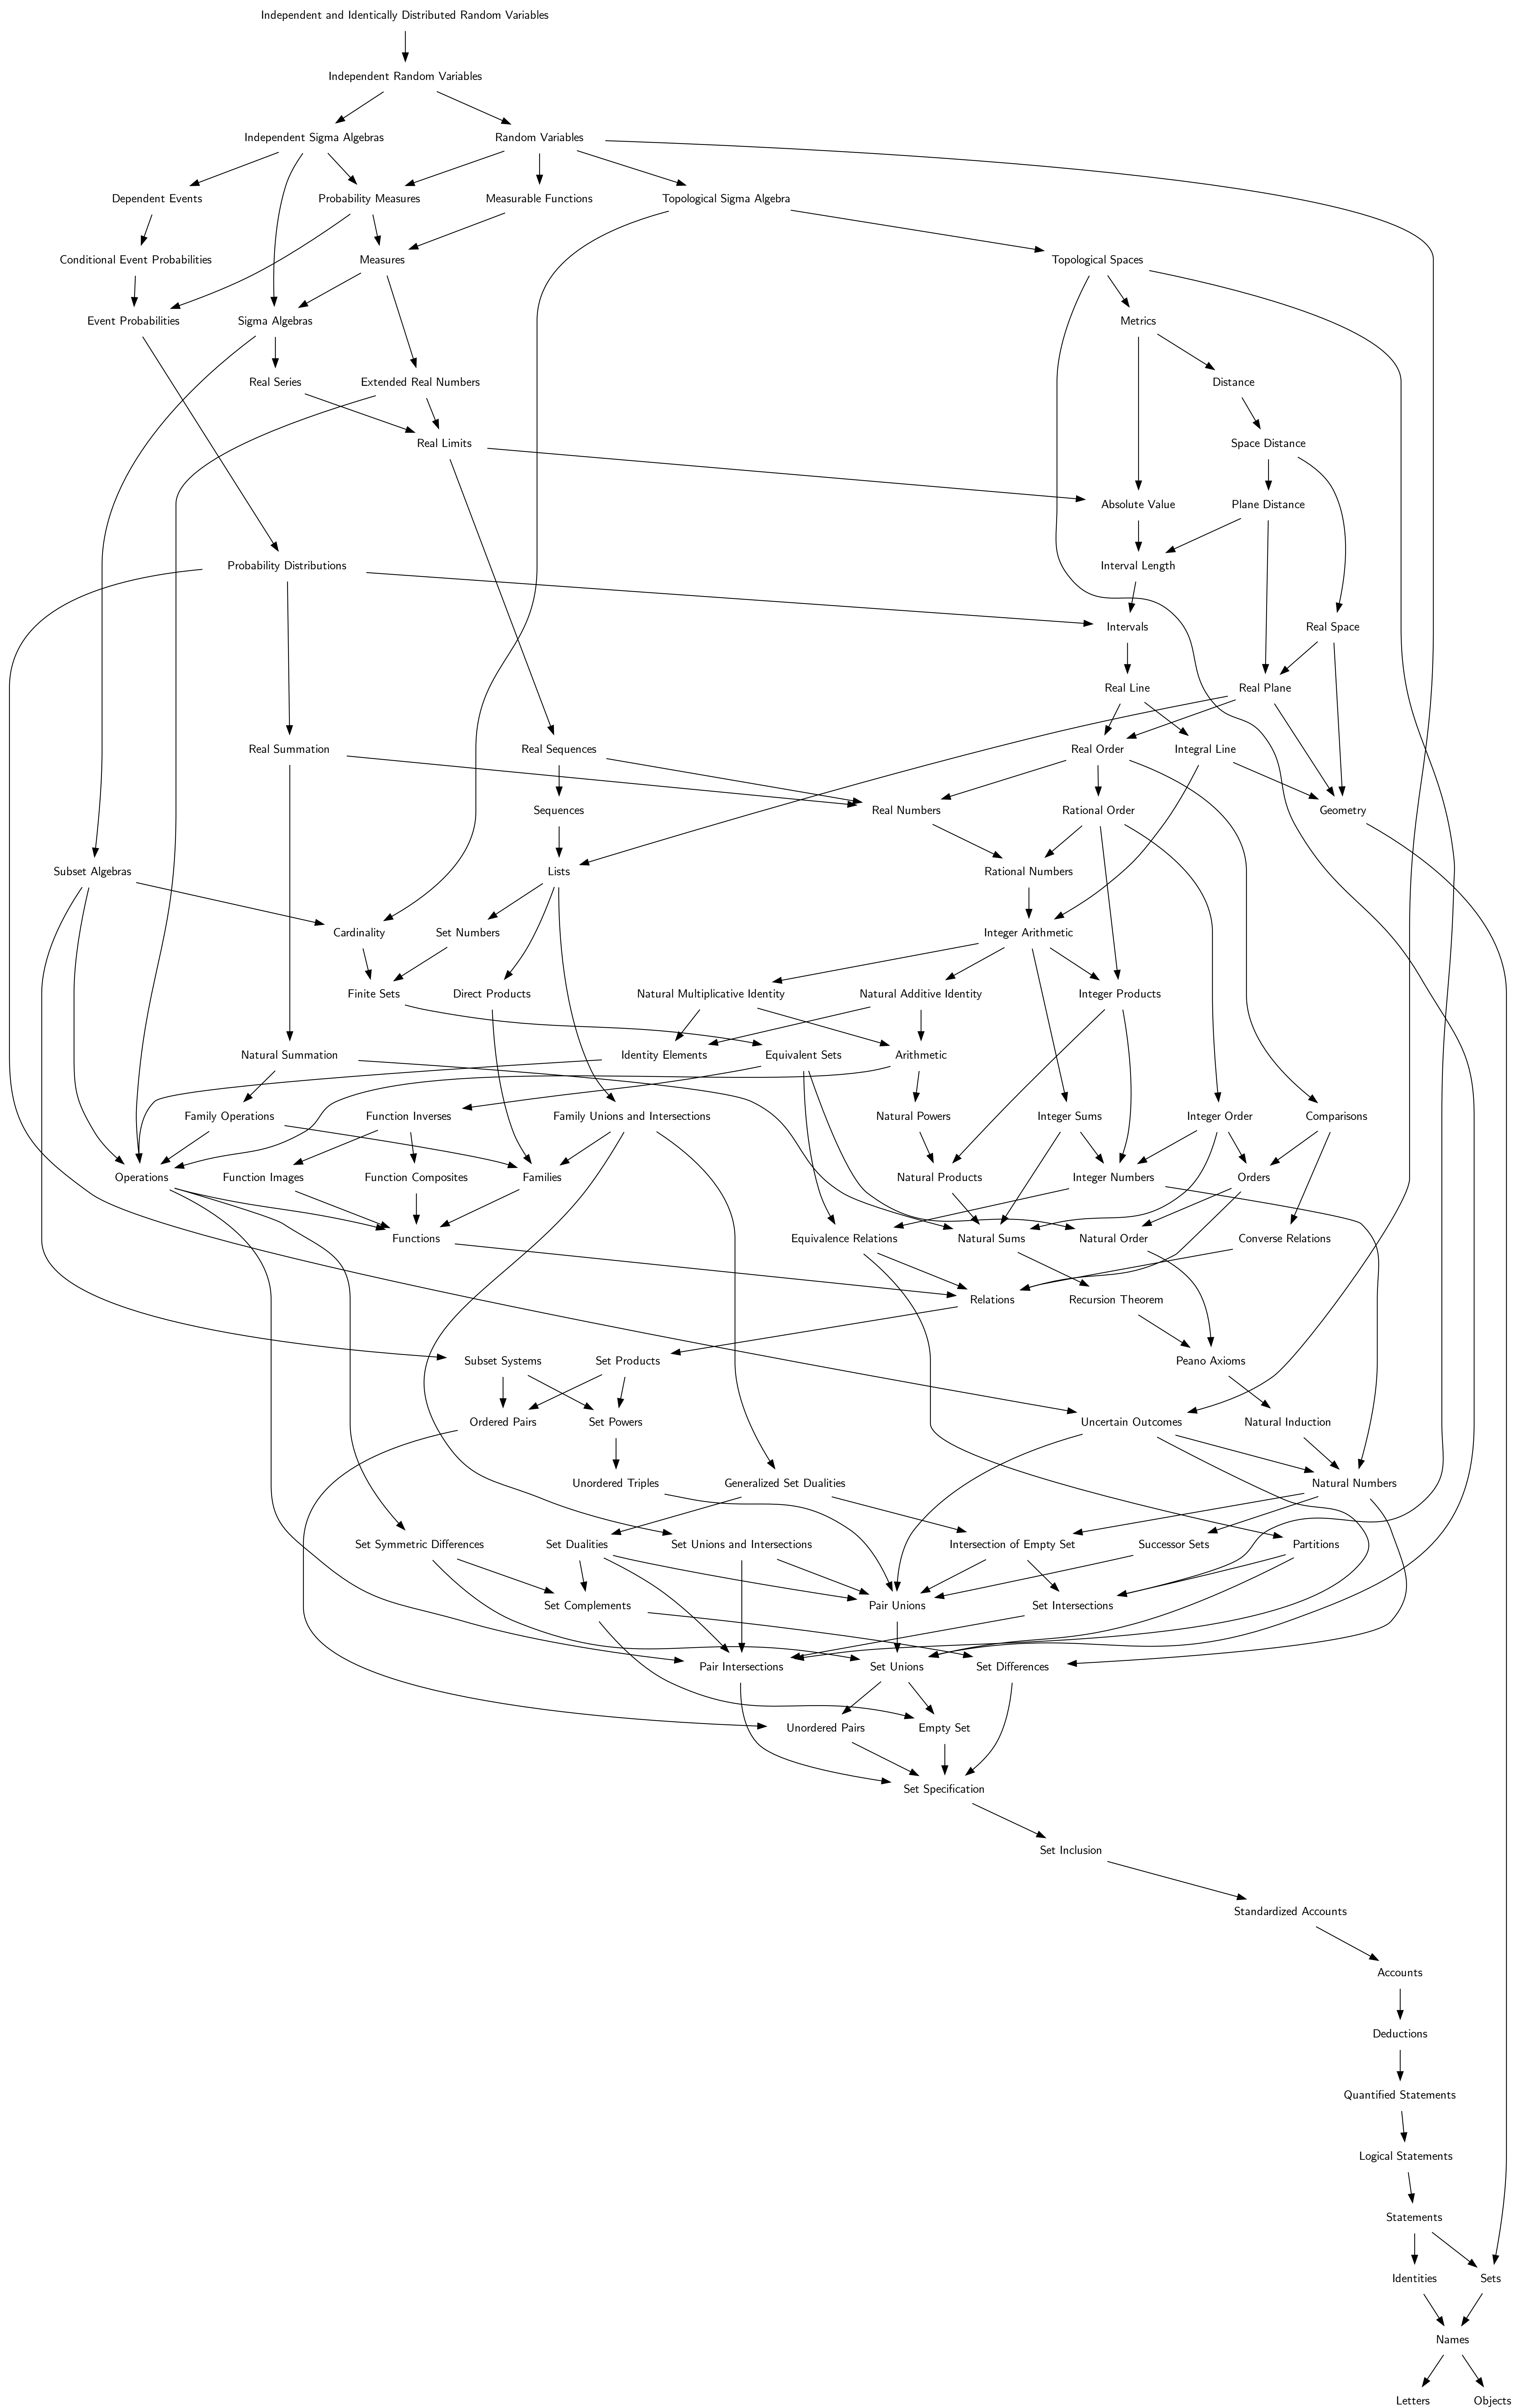 Independent and Identically Distributed Random Variables
Independent Random Variables
Independent Sigma Algebras
Random Variables
Dependent Events
Probability Measures
Measurable Functions
Topological Sigma Algebra
Conditional Event Probabilities
Measures
Topological Spaces
Event Probabilities
Sigma Algebras
Metrics
Real Series
Extended Real Numbers
Distance
Real Limits
Space Distance
Absolute Value
Plane Distance
Probability Distributions
Interval Length
Intervals
Real Space
Real Line
Real Plane
Real Summation
Real Sequences
Real Order
Integral Line
Sequences
Real Numbers
Rational Order
Geometry
Subset Algebras
Lists
Rational Numbers
Cardinality
Set Numbers
Integer Arithmetic
Finite Sets
Direct Products
Natural Multiplicative Identity
Natural Additive Identity
Integer Products
Natural Summation
Identity Elements
Equivalent Sets
Arithmetic
Family Operations
Function Inverses
Family Unions and Intersections
Natural Powers
Integer Sums
Integer Order
Comparisons
Operations
Function Images
Function Composites
Families
Natural Products
Integer Numbers
Orders
Functions
Equivalence Relations
Natural Sums
Natural Order
Converse Relations
Relations
Recursion Theorem
Subset Systems
Set Products
Peano Axioms
Ordered Pairs
Set Powers
Uncertain Outcomes
Natural Induction
Unordered Triples
Generalized Set Dualities
Natural Numbers
Set Symmetric Differences
Set Dualities
Set Unions and Intersections
Intersection of Empty Set
Successor Sets
Partitions
Set Complements
Pair Unions
Set Intersections
Pair Intersections
Set Unions
Set Differences
Unordered Pairs
Empty Set
Set Specification
Set Inclusion
Standardized Accounts
Accounts
Deductions
Quantified Statements
Logical Statements
Statements
Identities
Sets
Names
Letters
Objects